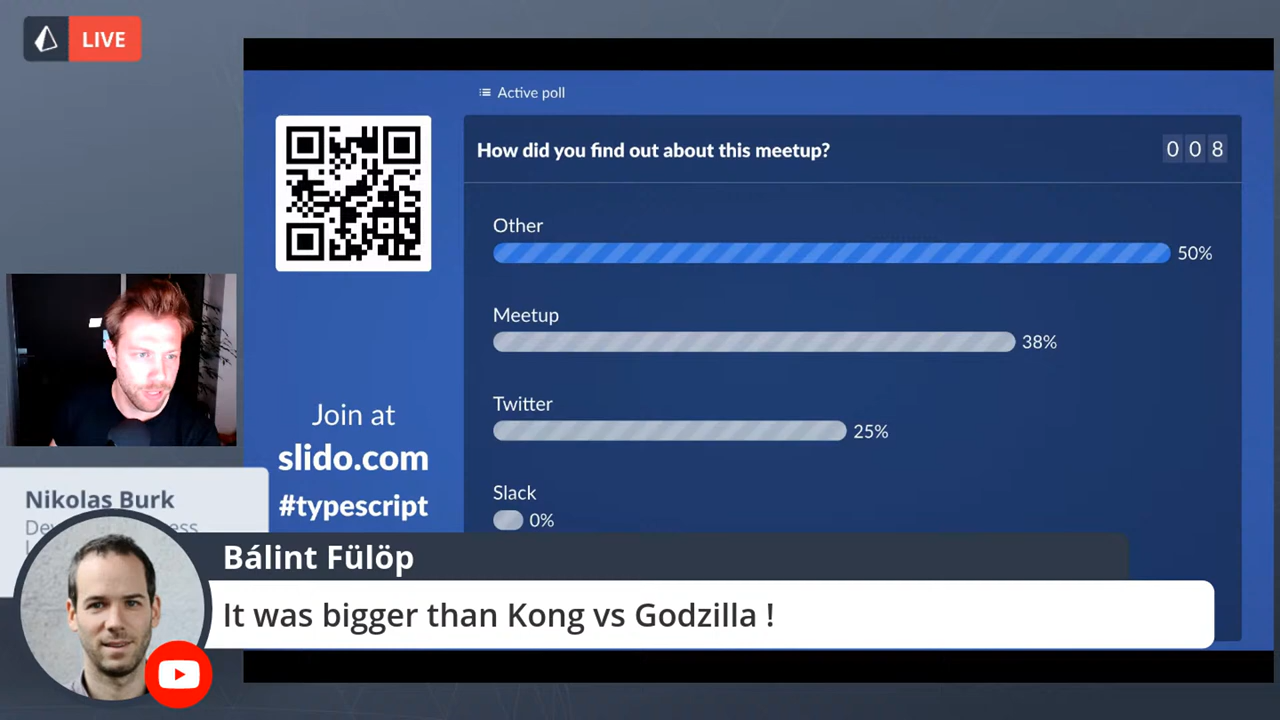 LIVE
Active poll
How did you find out about this meetup?
0 0 8
Other
50%
Meetup
38%
Twitter
25%
Slack
0%
Join at
slido.com
#typescript
Nikolas Burk
Bálint Fülöp
It was bigger than Kong vs Godzilla !